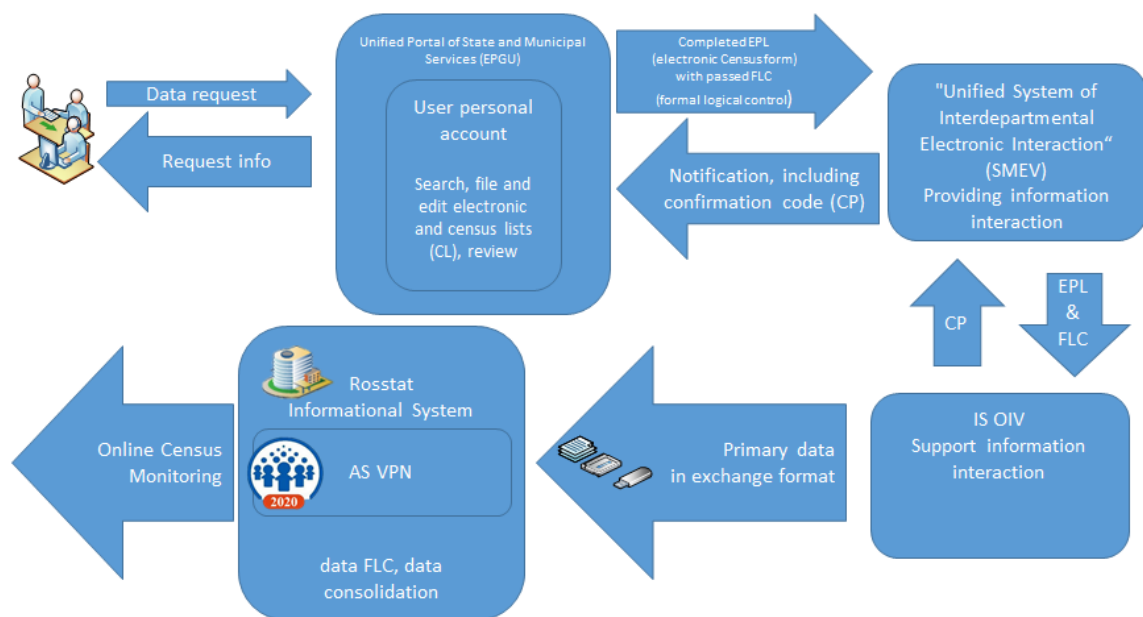 Unified Portal of State and Municipal
Services (EPGU)
Data request
Request info
User personal
account
Search, file and
edit electronic
and census lists
(CL), review
Completed EPL
(electronic Census form)
with passed FLC
(formal logical control)
Notification, including
confirmation code (CP)
"Unified System of
Interdepartmental
Electronic Interaction“
(SMEV)
Providing information
interaction
CP
EPL
&
FLC
IS OIV
Support information
interaction
Primary data
in exchange format
Rosstat
Informational System
AS VPN
2020
data FLC, data
consolidation
Online Census
Monitoring